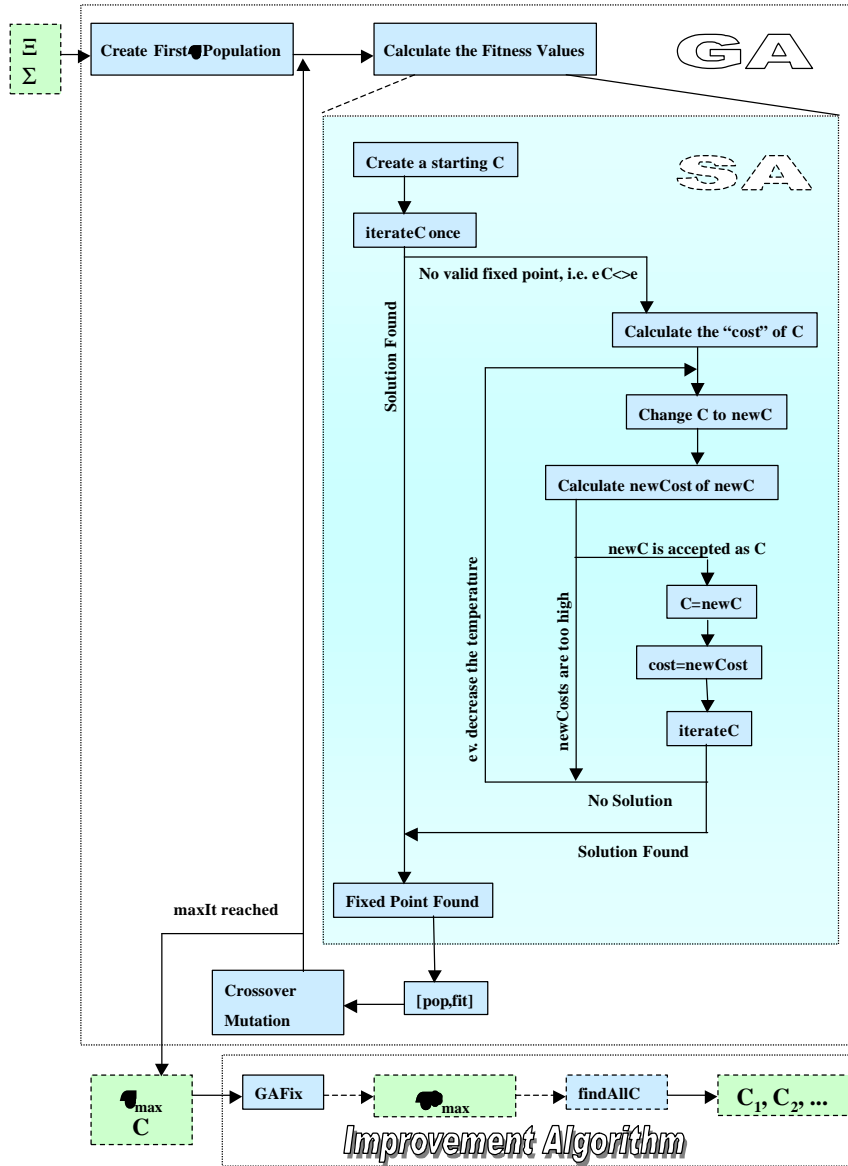 Ξ
Σ
Create First Population
Calculate the Fitness Values
GA
SA
Create a starting C
iterateC once
No valid fixed point, i.e. eC<>e
Solution Found
Calculate the “cost” of C
Change C to newC
Calculate newCost of newC
newC is accepted as C
ev. decrease the temperature
newCosts are too high
C=newC
cost=newCost
iterateC
No Solution
Solution Found
Fixed Point Found
maxIt reached
Crossover
Mutation
[pop,fit]
max
C
GAFix
max
findAllC
C1, C2, ...
Improvement Algorithm